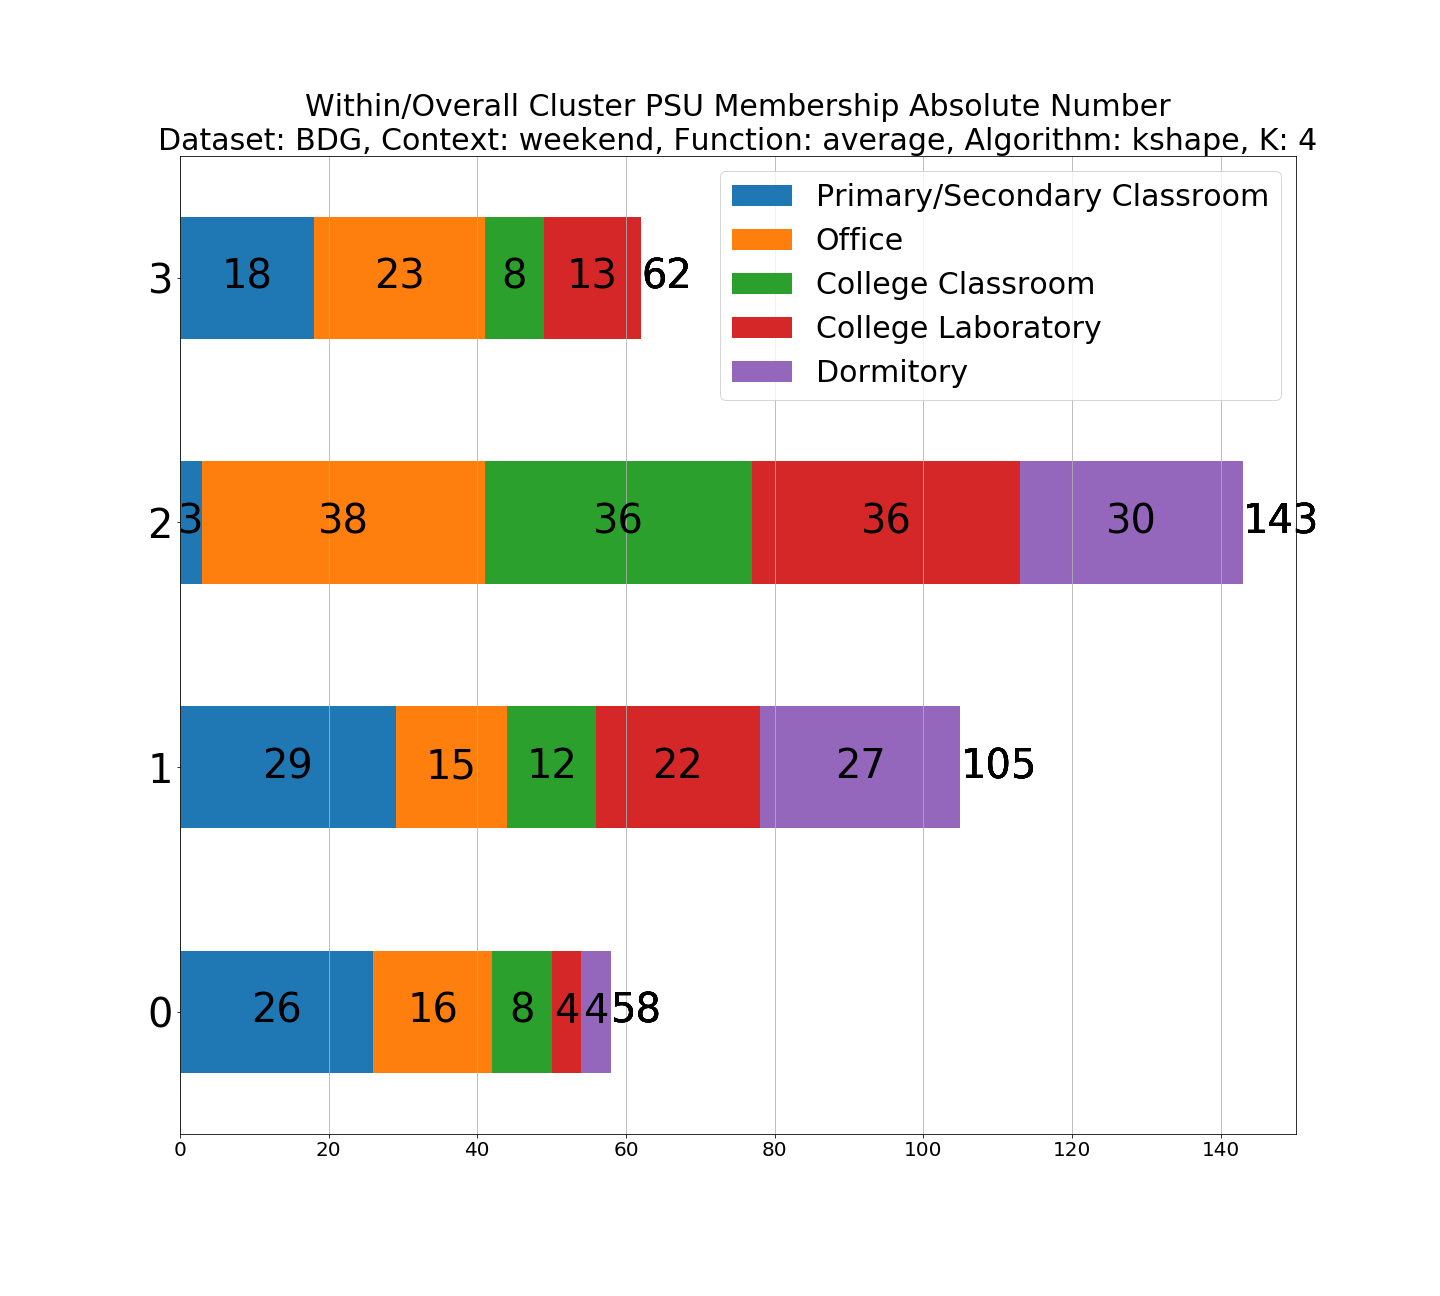 Within/Overall Cluster PSU Membership Absolute Number
Dataset: BDG, Context: weekend, Function: average, Algorithm: kshape, K: 4
Primary/Secondary Classroom
Office
College Classroom
College Laboratory
Dormitory
3 18 23 8 13 62
2 3 38 36 36 30 143
1 29 15 12 22 27 105
0 26 16 8 4 4 58
0 20 40 60 80 100 120 140